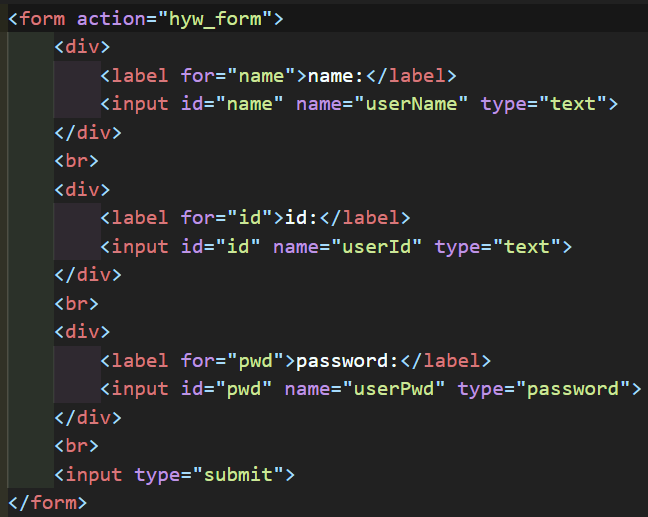 <form action="hyw_form">
    <div>
        <label for="name">name:</label>
        <input id="name" name="userName" type="text">
    </div>
    <br>
    <div>
        <label for="id">id:</label>
        <input id="id" name="userId" type="text">
    </div>
    <br>
    <div>
        <label for="pwd">password:</label>
        <input id="pwd" name="userPwd" type="password">
    </div>
    <br>
    <input type="submit">
</form>